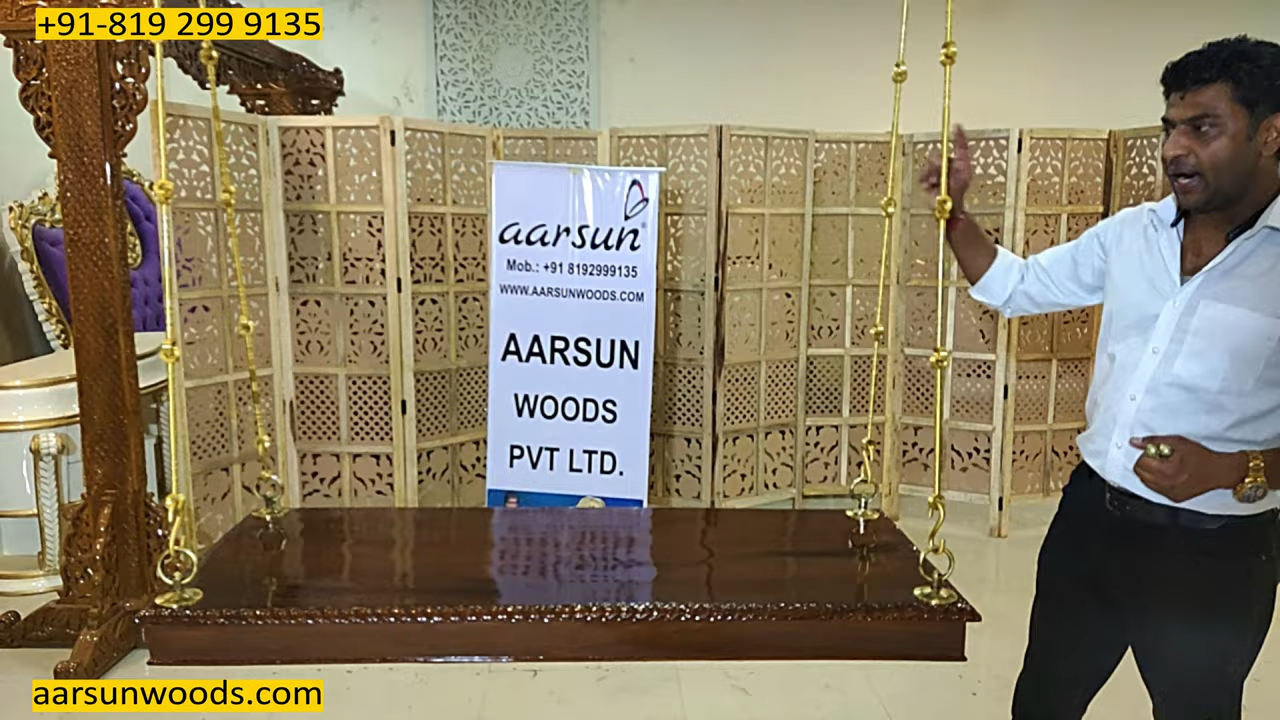 +91-819 299 9135
aarsun
Mob.: +91 8192999135
WWW.AARSUNWOODS.COM
AARSUN
WOODS
PVT LTD.
aarsunwoods.com